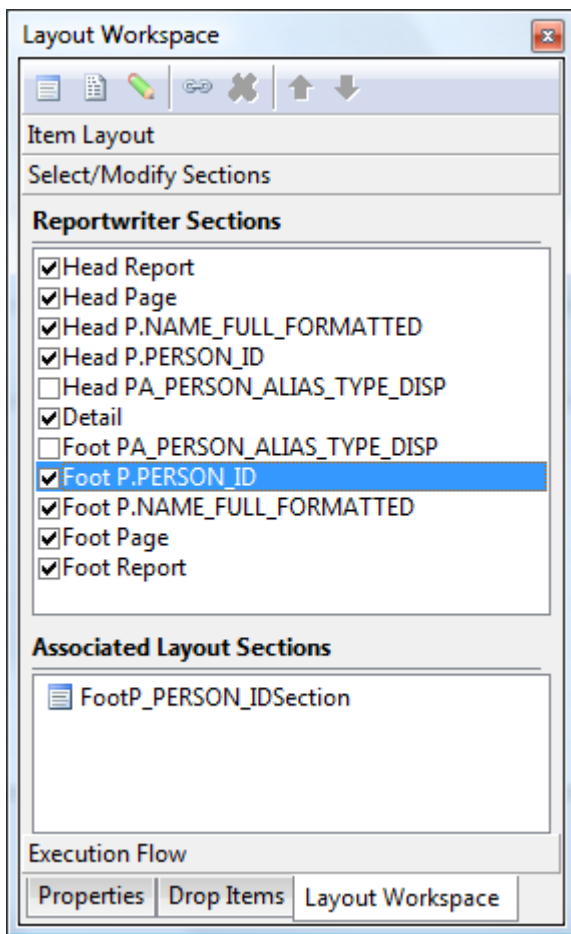 Layout Workspace
Item Layout
Select/Modify Sections
Reportwriter Sections
Head Report
Head Page
Head P.NAME_FULL_FORMATTED
Head P.PERSON_ID
Head PA_PERSON_ALIAS_TYPE_DISP
Detail
Foot PA_PERSON_ALIAS_TYPE_DISP
Foot P.PERSON_ID
Foot P.NAME_FULL_FORMATTED
Foot Page
Foot Report
Associated Layout Sections
FootP_PERSON_IDSection
Execution Flow
Properties Drop Items Layout Workspace